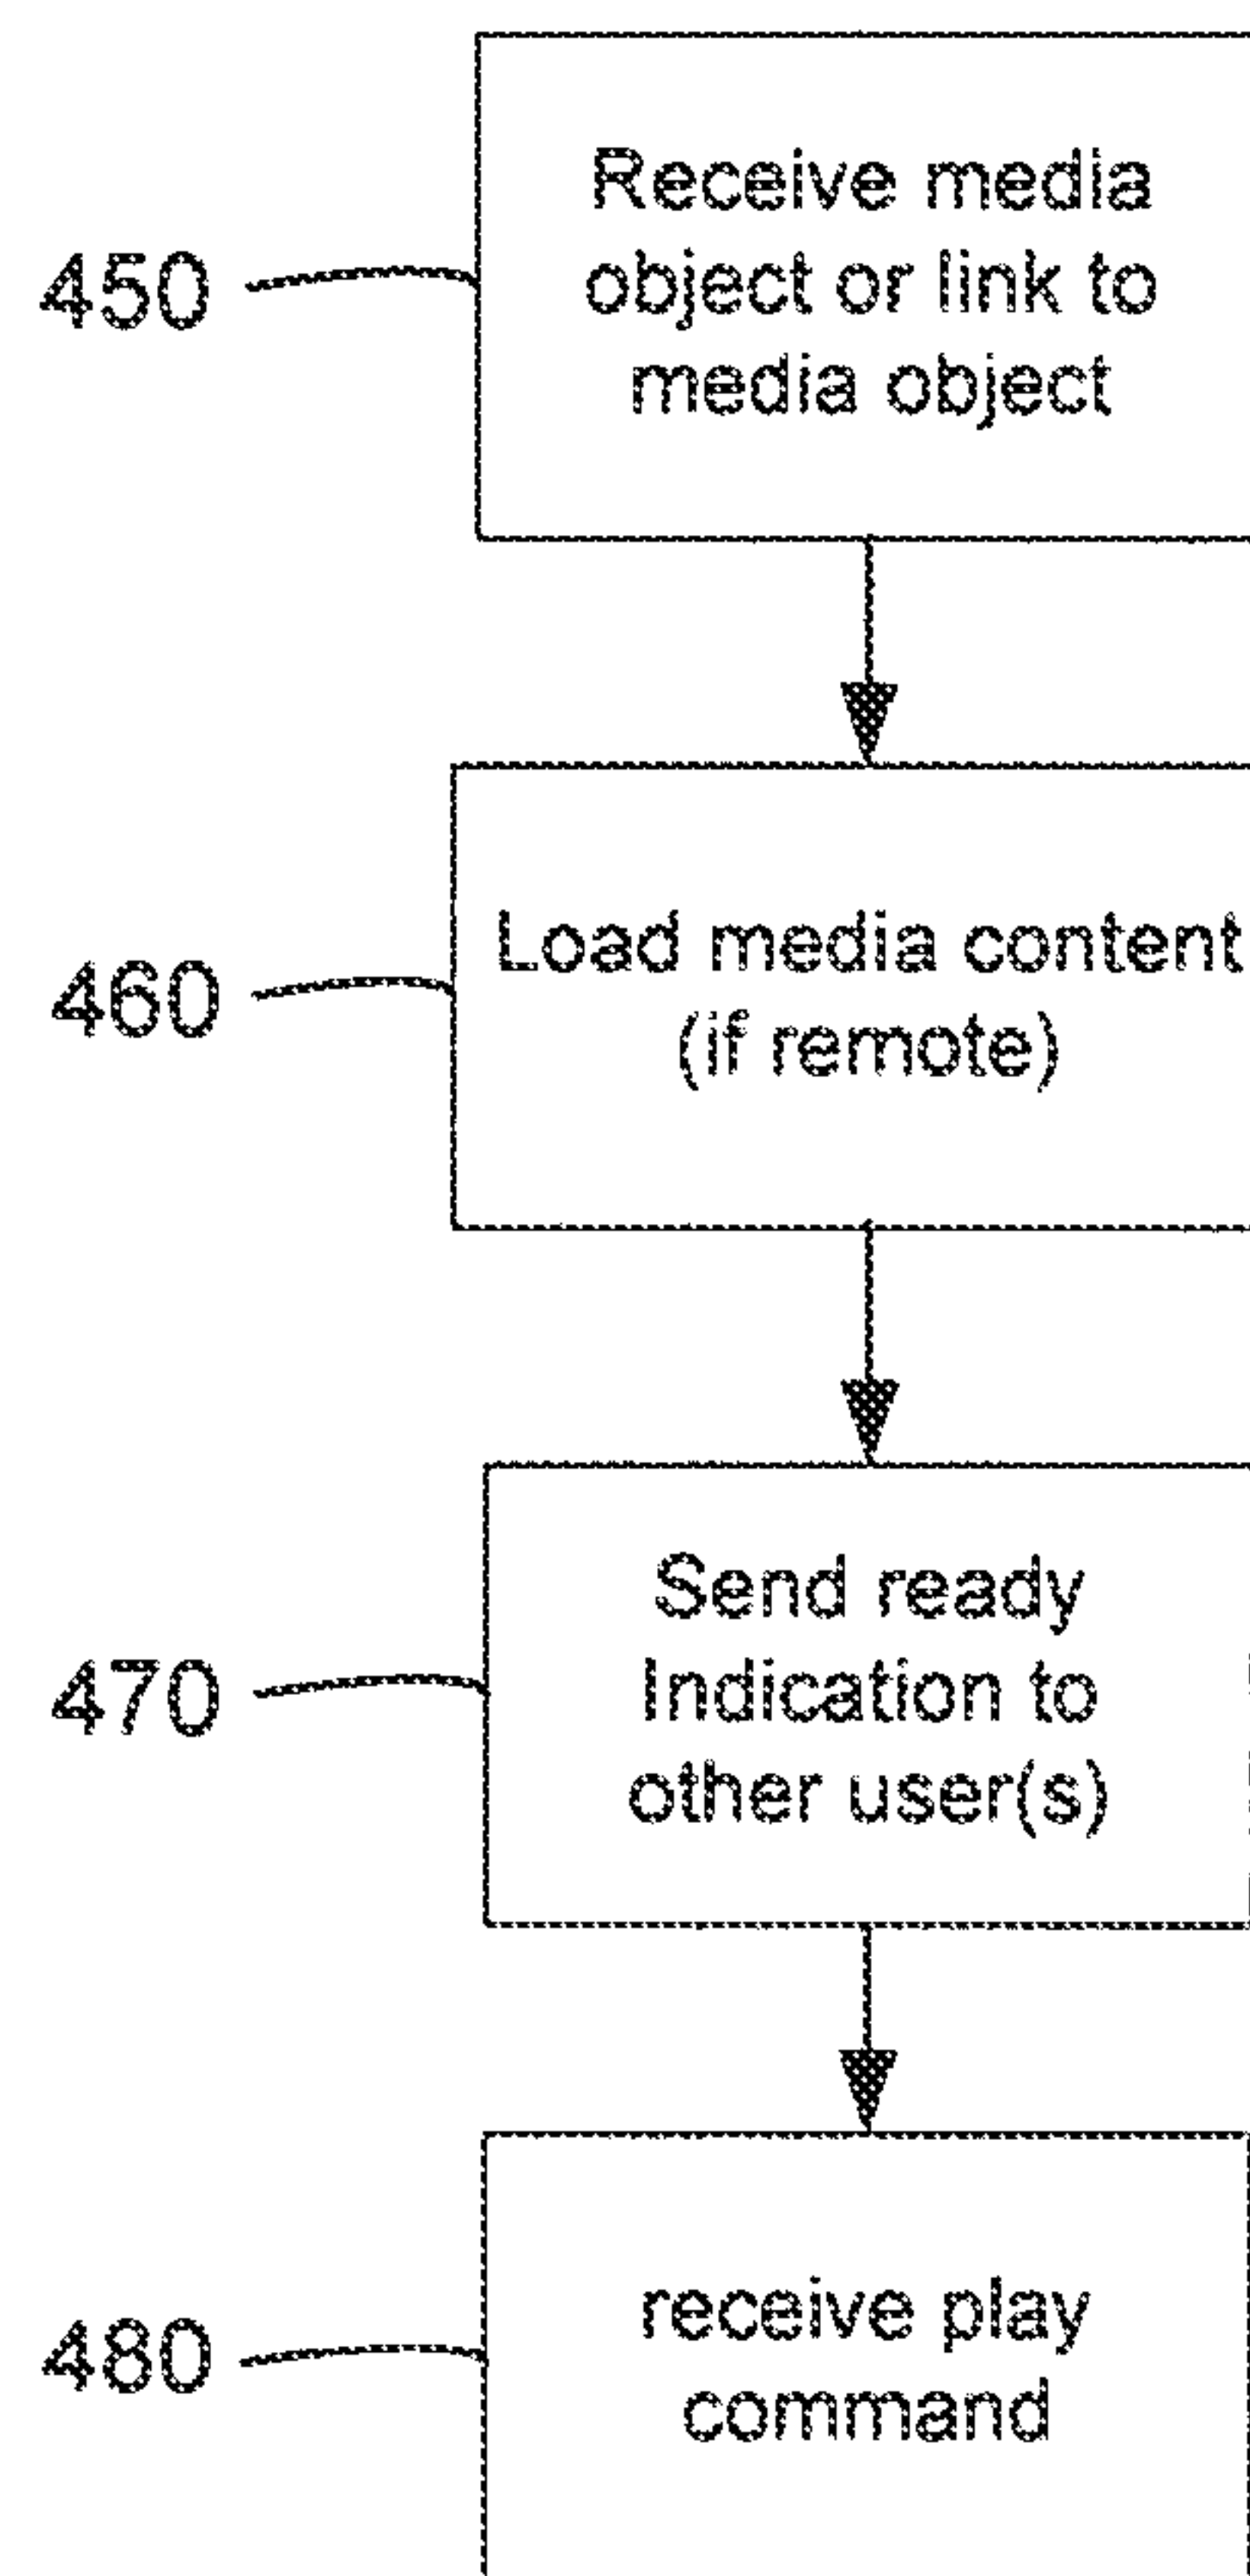 450
Receive media
object or link to
media object
460
Load media content
(if remote)
470
Send ready
Indication to
other user(s)
480
receive play
command